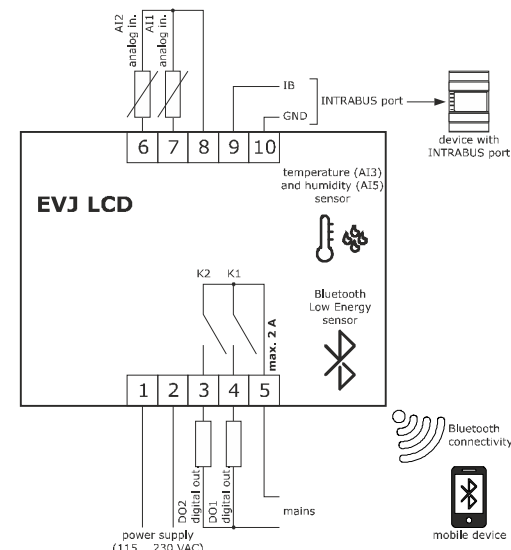 AI2
analog in.
AI1
analog in.
IB
GND
INTRABUS port
device with
INTRABUS port
6 7 8 9 10
EVJ LCD
temperature (AI3)
and humidity (AI5)
sensor
K2 K1
max. 2 A
Bluetooth
Low Energy
sensor
1 2 3 4 5
DO2
digital out
DO1
digital out
mains
power supply
(115... 230 VAC)
Bluetooth
connectivity
mobile device